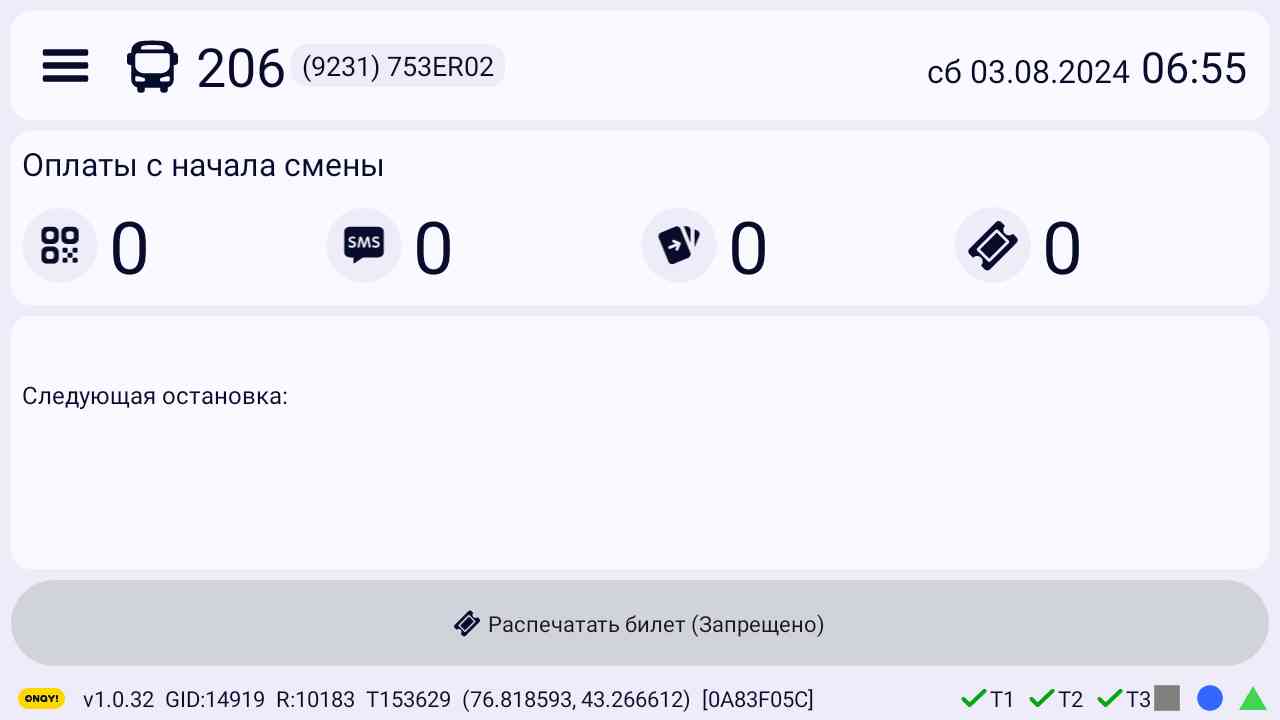 206 (9231) 753ER02 сб 03.08.2024 06:55
Оплаты с начала смены
0 SMS 0 0 0
Следующая остановка:
Распечатать билет (Запрещено)
ONAY! v1.0.32 GID:14919 R:10183 T153629 (76.818593, 43.266612) [0A83F05C] T1 T2 T3